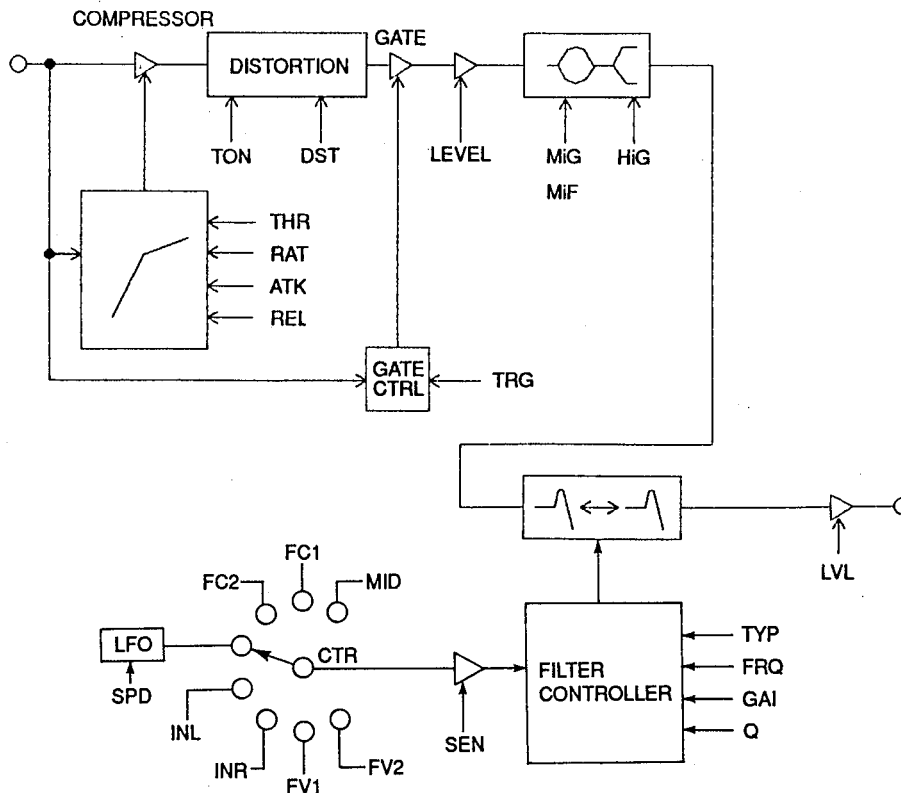 COMPRESSOR
GATE
DISTORTION
TON
DST
LEVEL
MiG
HiG
MiF
THR
RAT
ATK
REL
GATE
CTRL
TRG
FC1
FC2
MID
LVL
LFO
CTR
SPD
INL
INR
FV1
FV2
SEN
FILTER
CONTROLLER
TYP
FRQ
GAI
Q